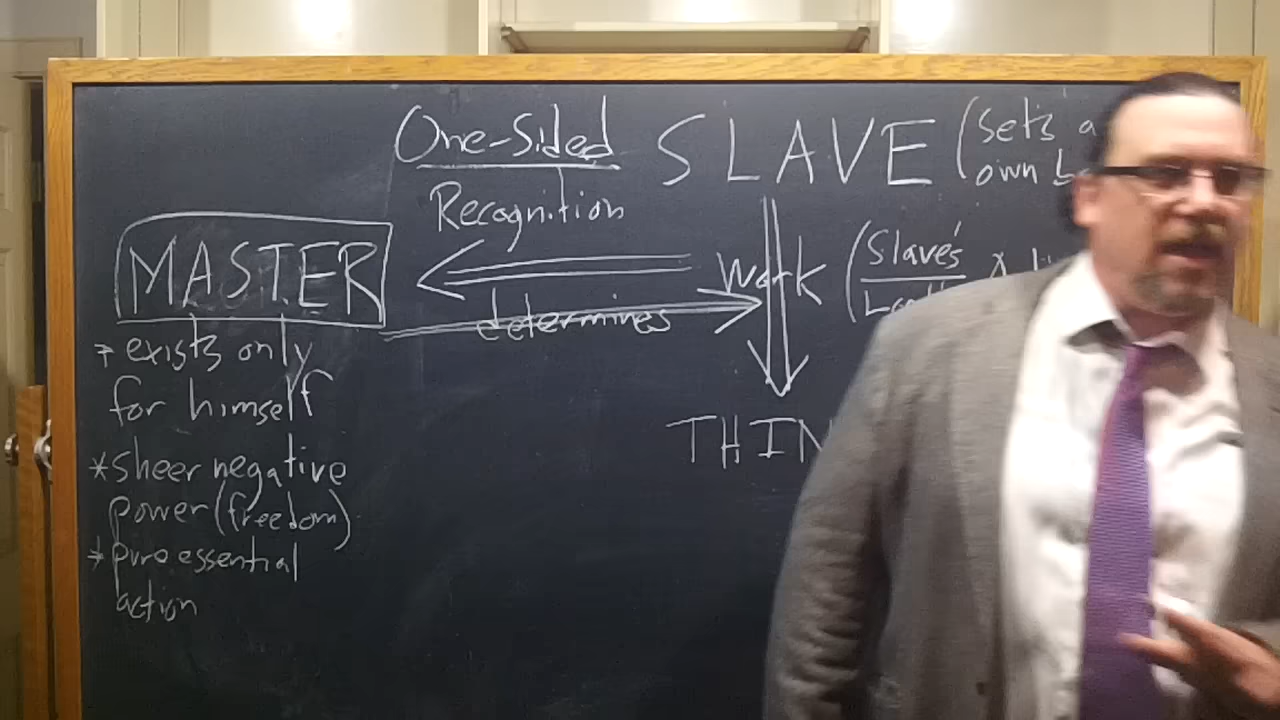 One-Sided
Recognition
SLAVE (sets a
own
MASTER
→ exists only
for himself
* sheer negative
power (freedom)
* pure essential
action
determines
Work (Slave's
THIN